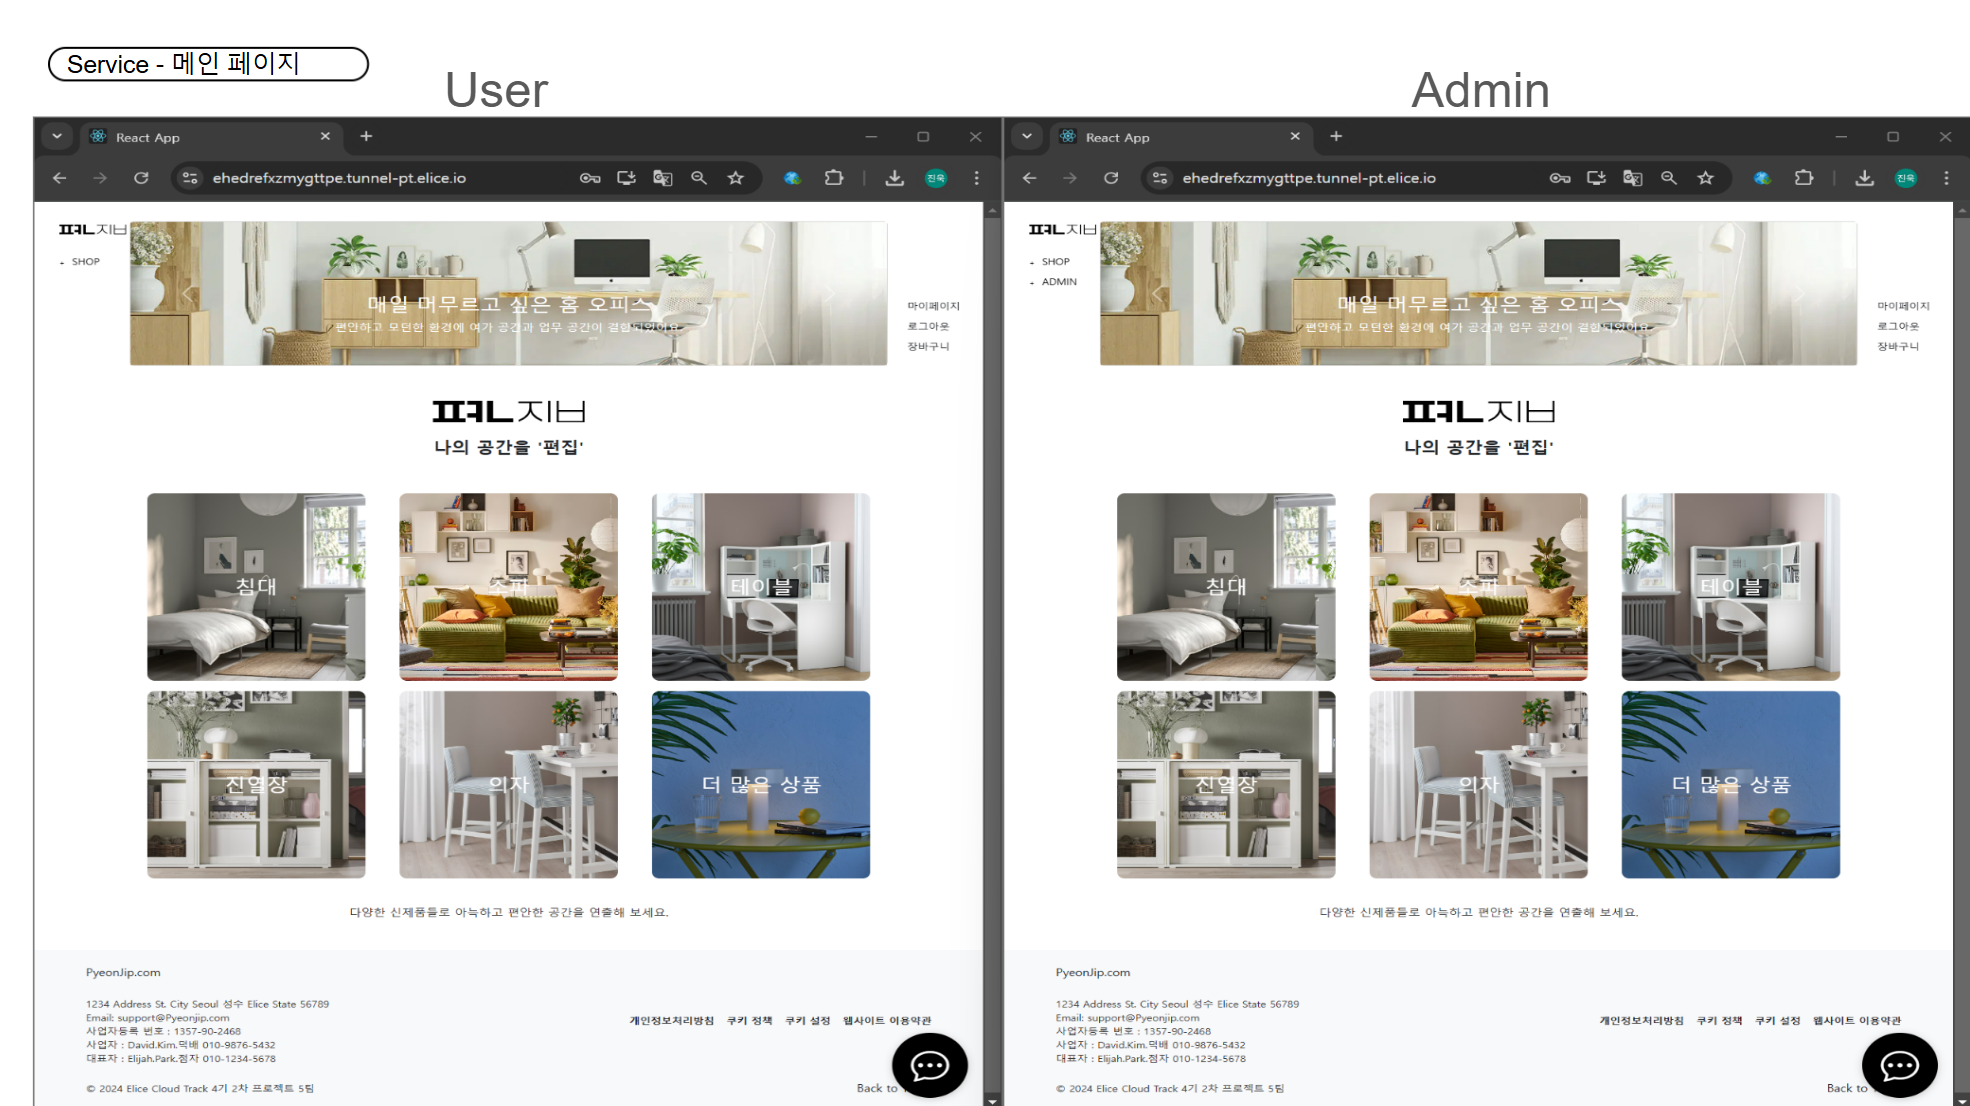 Service - 메인 페이지
User
Admin
React App
ehedrefxzmygttpe.tunnel-pt.elice.io
진욱
SHOP
매일 머무르고 싶은 홈 오피스
편안하고 모던한 환경에 여가 공간과 업무 공간이 결합되었어요
마이페이지
로그아웃
장바구니
나의 공간을 '편집'
침대
소파
테이블
진열장
의자
더 많은 상품
다양한 신제품들로 아늑하고 편안한 공간을 연출해 보세요.
PyeonJip.com
1234 Address St. City Seoul 성수 Elice State 56789
Email: support@Pyeonjip.com
사업자등록 번호 : 1357-90-2468
사업자 : David.Kim.덕배 010-9876-5432
대표자 : Elijah.Park.점자 010-1234-5678
개인정보처리방침 쿠키 정책 쿠키 설정 웹사이트 이용약관
© 2024 Elice Cloud Track 4기 2차 프로젝트 5팀
Back to
React App
ehedrefxzmygttpe.tunnel-pt.elice.io
진욱
SHOP
ADMIN
매일 머무르고 싶은 홈 오피스
편안하고 모던한 환경에 여가 공간과 업무 공간이 결합되었어요
마이페이지
로그아웃
장바구니
나의 공간을 '편집'
침대
소파
테이블
진열장
의자
더 많은 상품
다양한 신제품들로 아늑하고 편안한 공간을 연출해 보세요.
PyeonJip.com
1234 Address St. City Seoul 성수 Elice State 56789
Email: support@Pyeonjip.com
사업자등록 번호 : 1357-90-2468
사업자 : David.Kim.덕배 010-9876-5432
대표자 : Elijah.Park.점자 010-1234-5678
개인정보처리방침 쿠키 정책 쿠키 설정 웹사이트 이용약관
© 2024 Elice Cloud Track 4기 2차 프로젝트 5팀
Back to